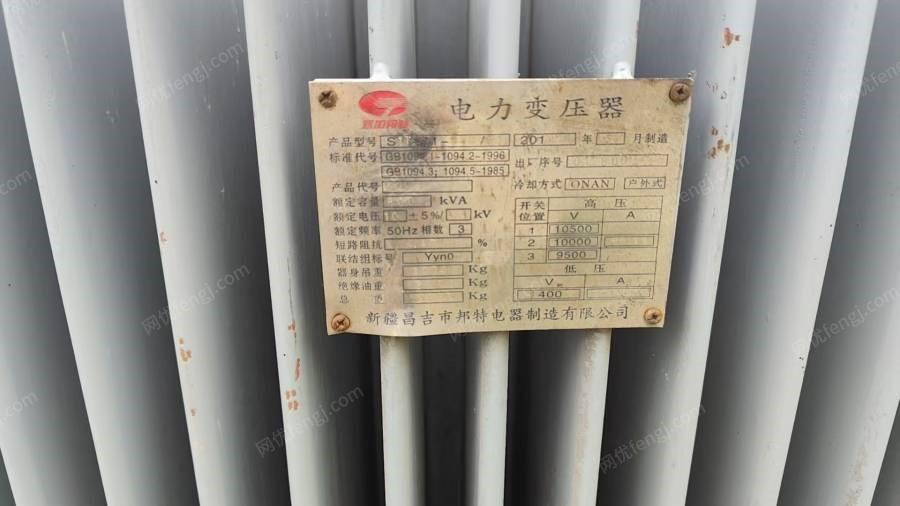 电力变压器
产品型号 S 201 年 月制造
标准代号 GB1094.1-1094.2-1996 出厂序号
GB1094.3; 1094.5-1985
产品代号 冷却方式 ONAN 户外式
额定容量 kVA
额定电压 ±5%/ kV
额定频率 50Hz 相数 3
短路阻抗 %
联结组标号 Yyn0
器身吊重 Kg
绝缘油重 Kg
总 Kg
开关位置 高压
V A
1 10500
2 10000
3 9500
低压
V A
400
新疆昌吉市邦特电器制造有限公司
网优fengj.com